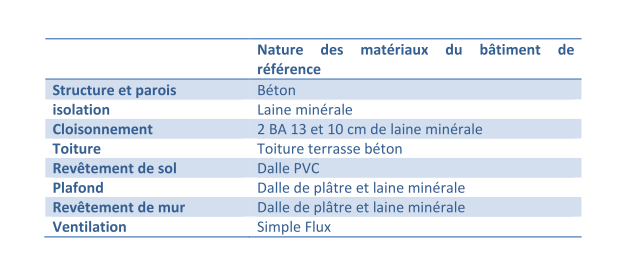 Nature des matériaux du bâtiment de
référence
Structure et parois Béton
isolation Laine minérale
Cloisonnement 2 BA 13 et 10 cm de laine minérale
Toiture Toiture terrasse béton
Revêtement de sol Dalle PVC
Plafond Dalle de plâtre et laine minérale
Revêtement de mur Dalle de plâtre et laine minérale
Ventilation Simple Flux